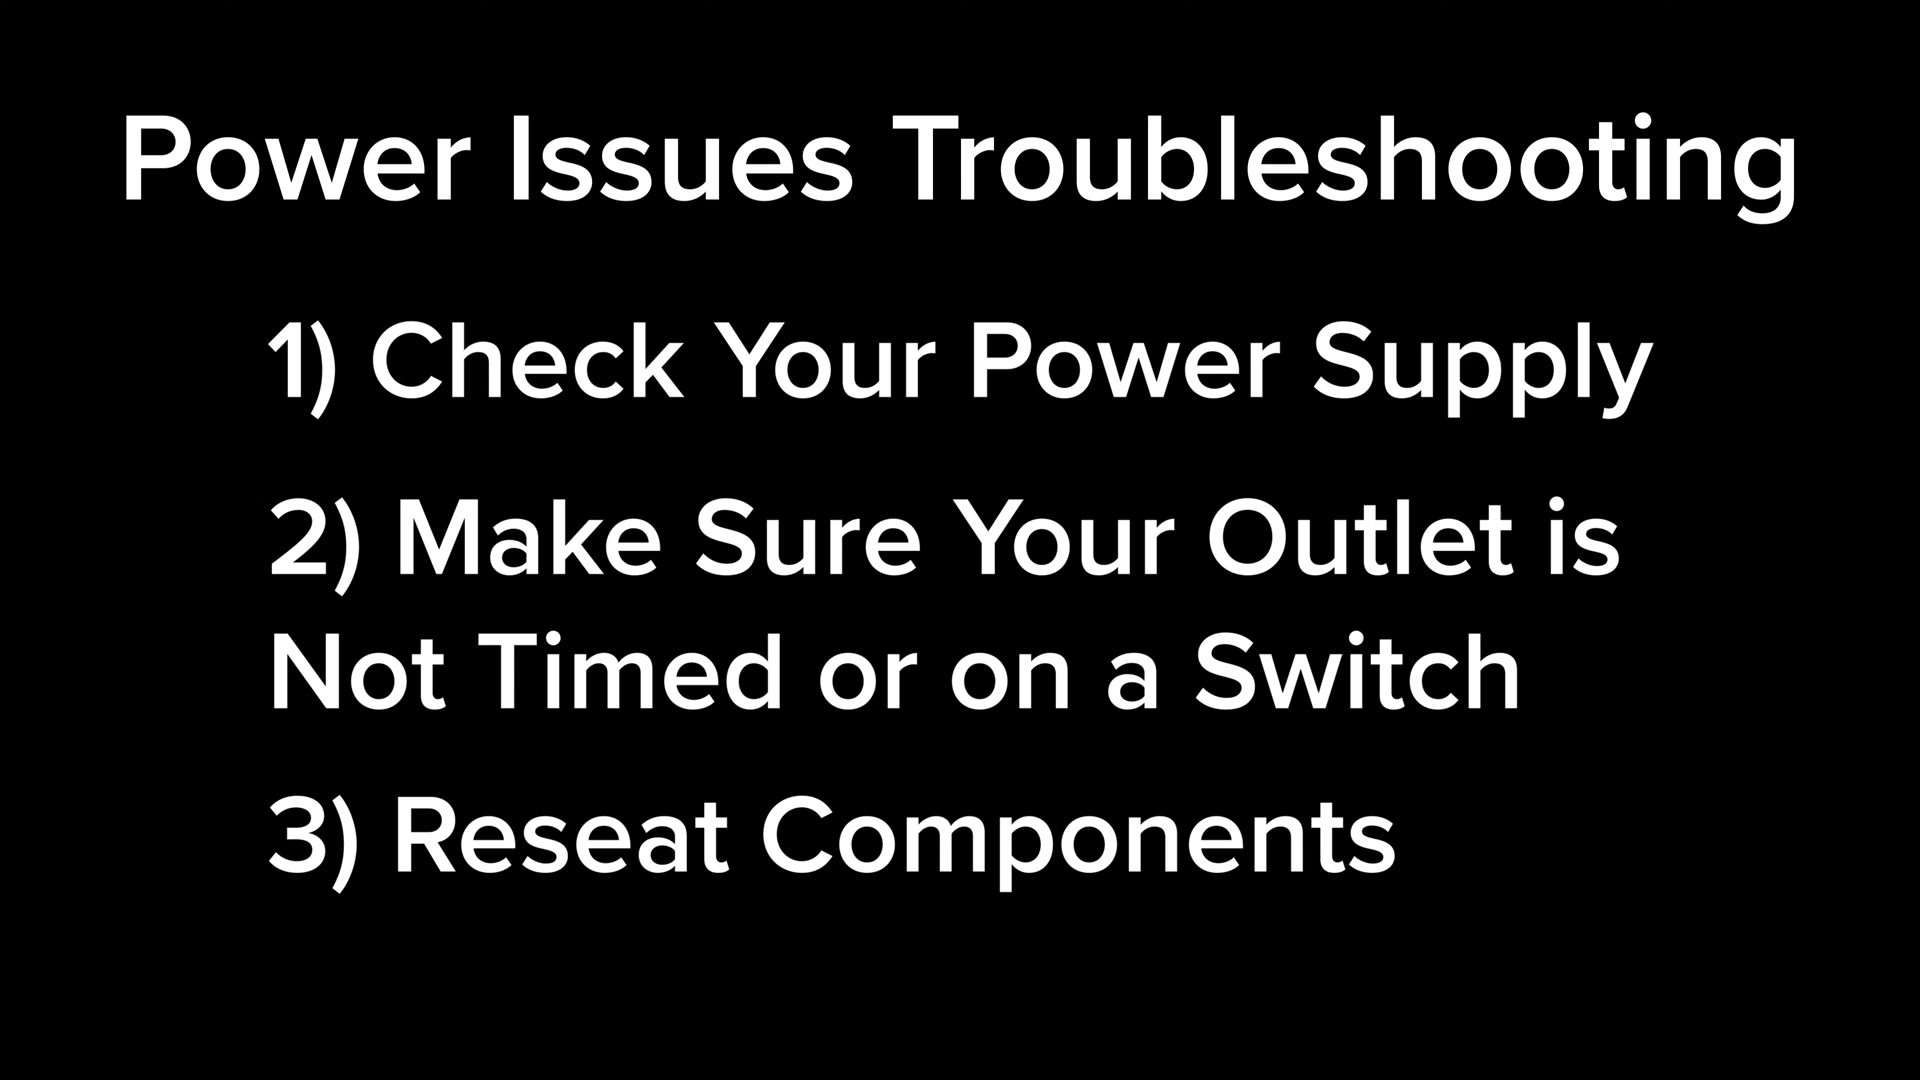 Power Issues Troubleshooting
1) Check Your Power Supply
2) Make Sure Your Outlet is
Not Timed or on a Switch
3) Reseat Components